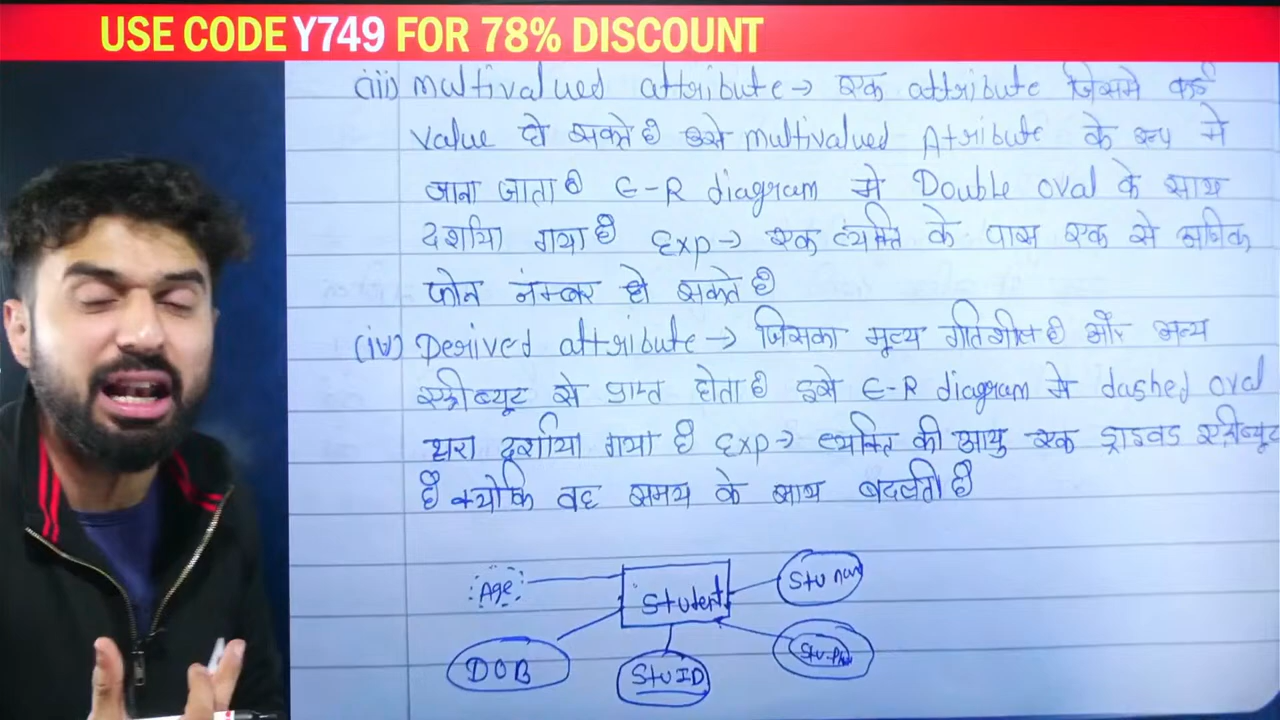 USE CODE Y749 FOR 78% DISCOUNT
(iii) multivalued attribute → एक attribute जिसमे कई
value हो सकते है उसे multivalued Atribute के रूप मे
जाना जाता है E-R diagram मे Double oval के साथ
दर्शाया गया है Exp → एक व्यक्ति के पास एक से अधिक
फोन नम्बर हो सकते है
(iv) Derived attribute → जिसका मूल्य गतिशील है और अन्य
एट्रीब्यूट से प्राप्त होता है इसे E-R diagram मे dashed oval
दर्शाया गया है Exp → व्यक्ति की आयु एक ड्राइवड एट्रीब्यूट
है क्योकि वह समय के साथ बदलती है
Age
Student
Stu nam
DOB
Stu ID